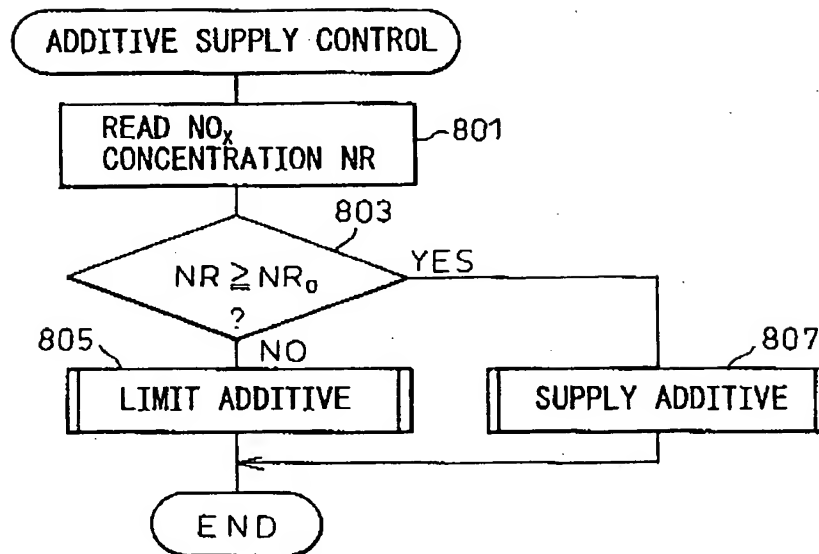 ADDITIVE SUPPLY CONTROL
READ NOx
CONCENTRATION NR
801
803
NR ≧ NR₀
?
YES
NO
805
LIMIT ADDITIVE
807
SUPPLY ADDITIVE
END